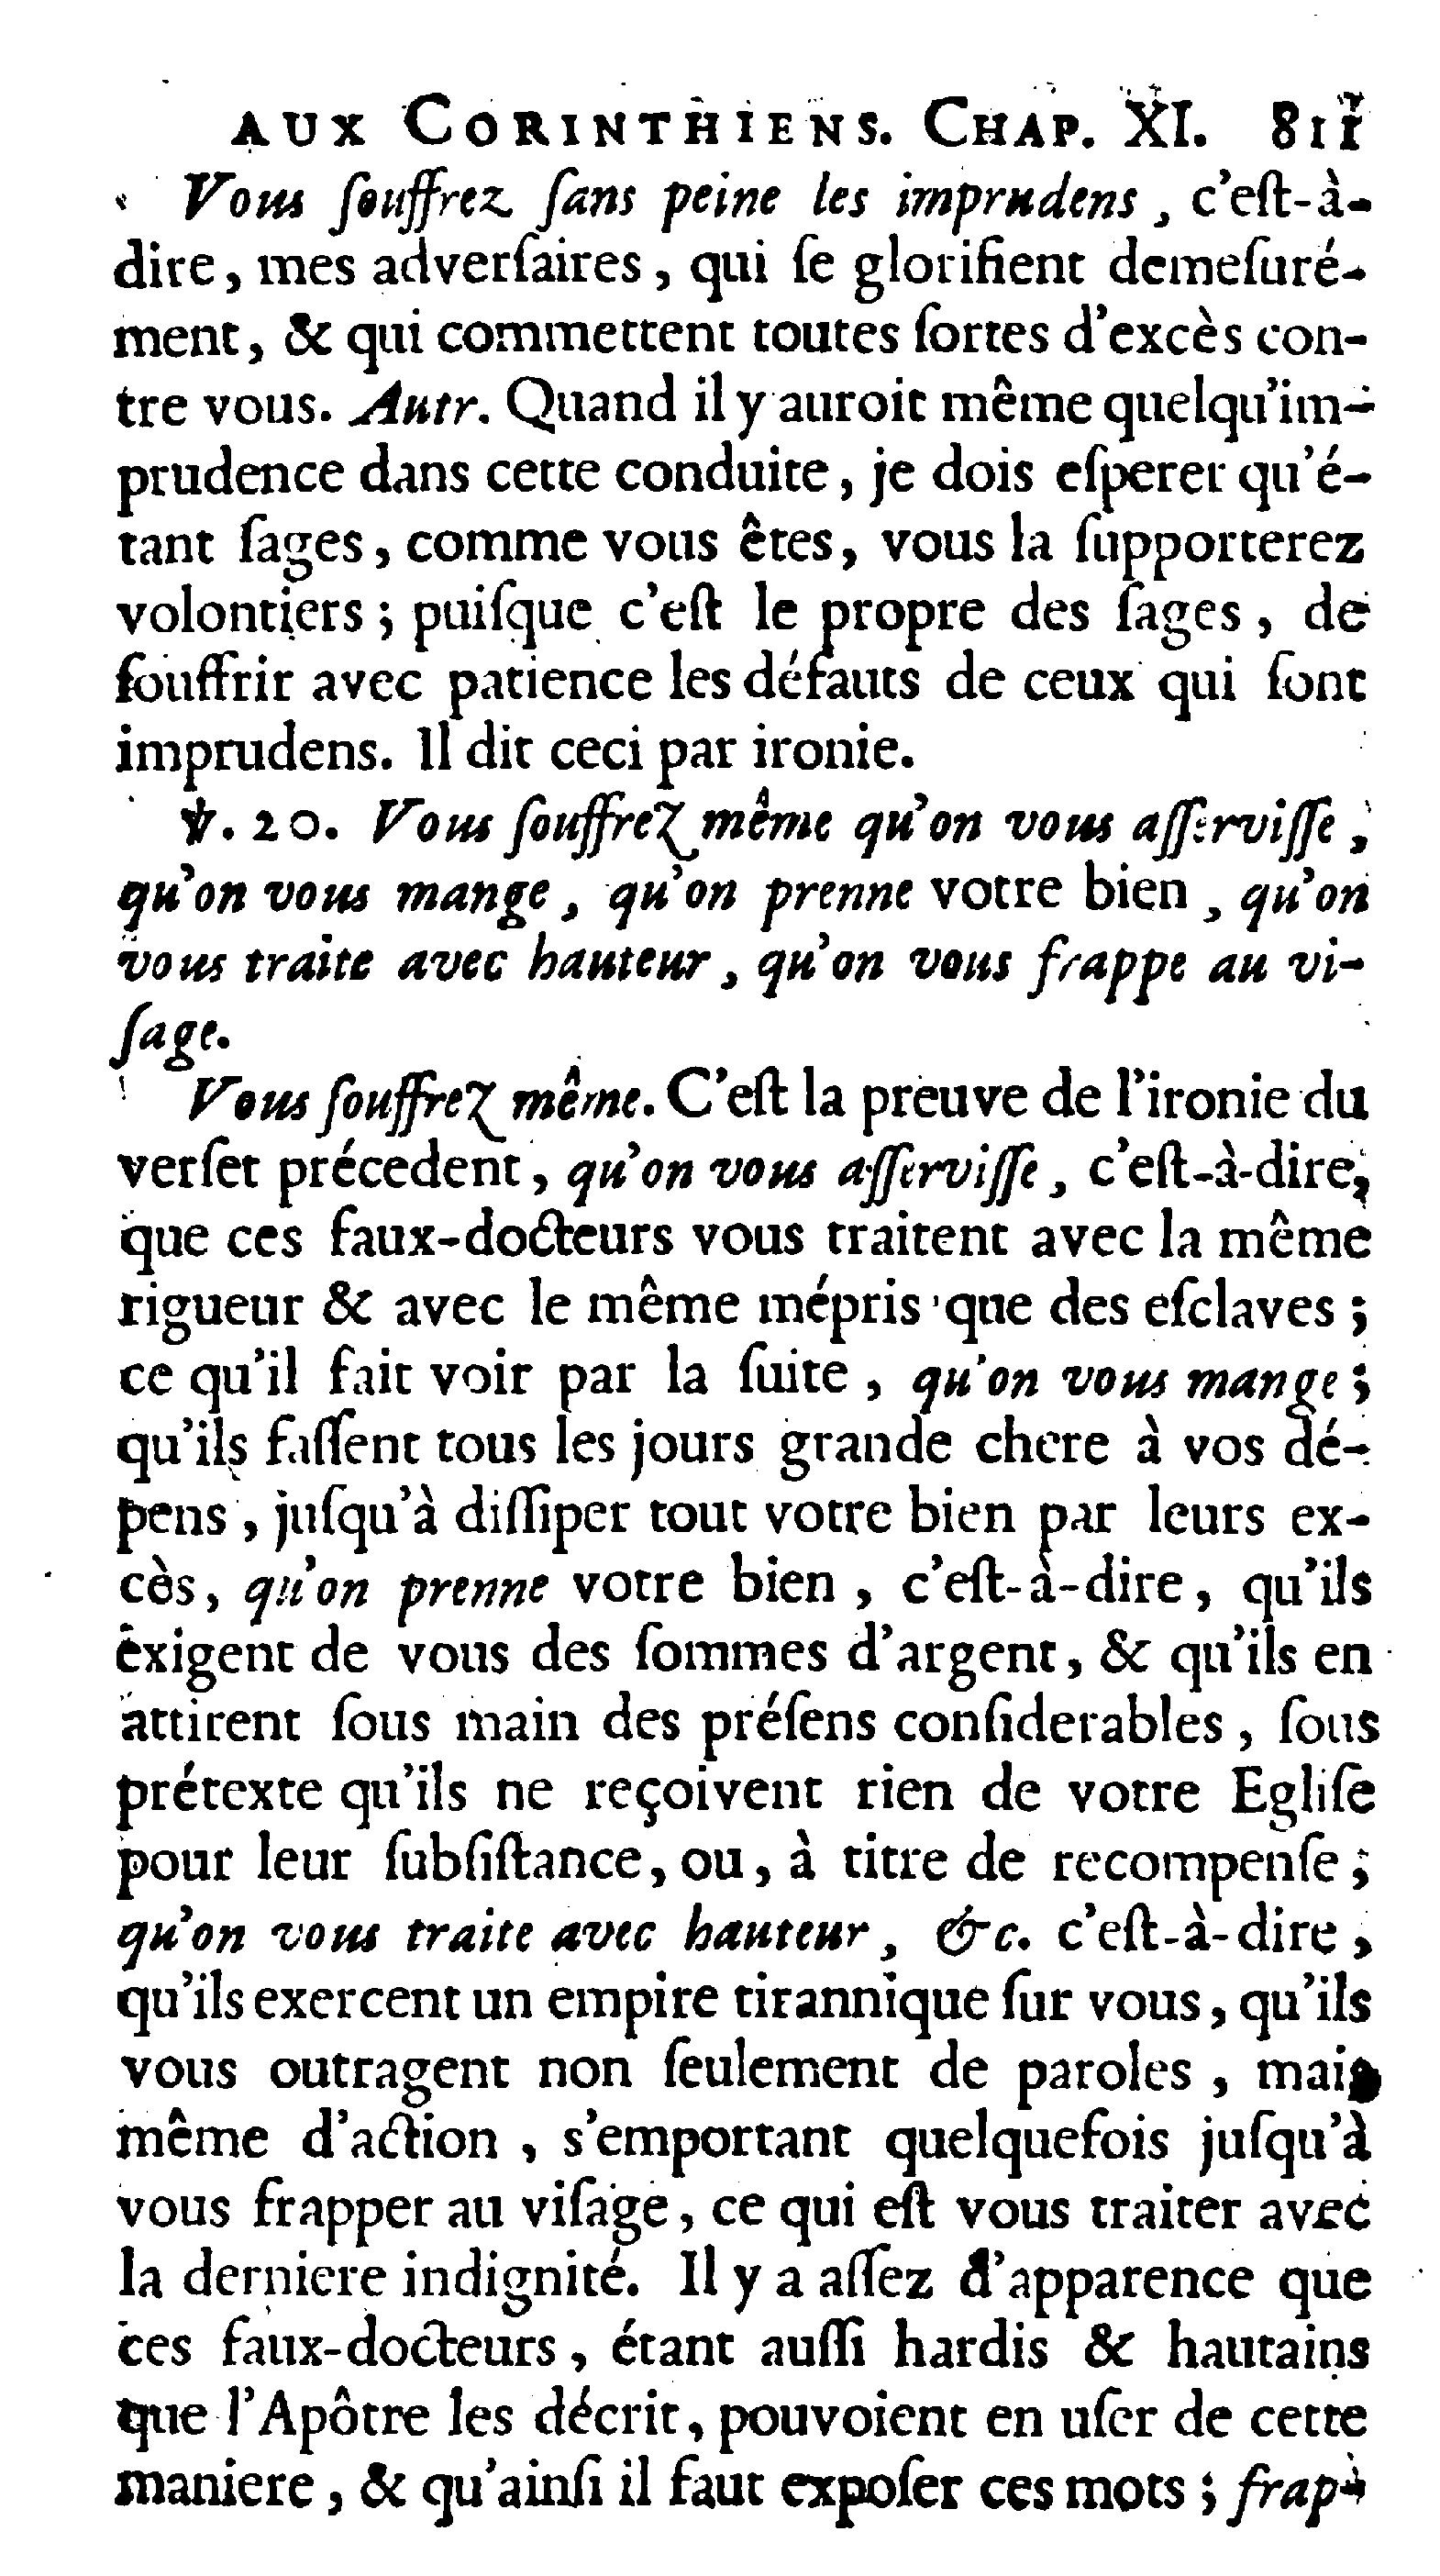 AUX CORINTHIENS. CHAP. XI. 811
Vous ſouffrez ſans peine les imprudens, c'eſt-à-
dire, mes adverſaires, qui ſe glorifient demeſuré-
ment, & qui commettent toutes ſortes d'excès con-
tre vous. Autr. Quand il y auroit même quelqu'im-
prudence dans cette conduite, je dois eſperer qu'é-
tant ſages, comme vous êtes, vous la ſupporterez
volontiers; puiſque c'eſt le propre des ſages, de
ſouffrir avec patience les défauts de ceux qui ſont
imprudens. Il dit ceci par ironie.
℣. 20. Vous ſouffrez même qu'on vous aſſerviſſe,
qu'on vous mange, qu'on prenne votre bien, qu'on
vous traite avec hauteur, qu'on vous frappe au vi-
ſage.
Vous ſouffrez même. C'eſt la preuve de l'ironie du
verſet précedent, qu'on vous aſſerviſſe, c'eſt-à-dire,
que ces faux-docteurs vous traitent avec la même
rigueur & avec le même mépris que des eſclaves;
ce qu'il fait voir par la ſuite, qu'on vous mange;
qu'ils faſſent tous les jours grande chere à vos dé-
pens, juſqu'à diſſiper tout votre bien par leurs ex-
cès, qu'on prenne votre bien, c'eſt-à-dire, qu'ils
exigent de vous des ſommes d'argent, & qu'ils en
attirent ſous main des préſens conſiderables, ſous
prétexte qu'ils ne reçoivent rien de votre Egliſe
pour leur ſubſiſtance, ou, à titre de recompenſe;
qu'on vous traite avec hauteur, &c. c'eſt-à-dire,
qu'ils exercent un empire tirannique ſur vous, qu'ils
vous outragent non ſeulement de paroles, mais
même d'action, s'emportant quelquefois juſqu'à
vous frapper au viſage, ce qui eſt vous traiter avec
la derniere indignité. Il y a aſſez d'apparence que
ces faux-docteurs, étant auſſi hardis & hautains
que l'Apôtre les décrit, pouvoient en uſer de cette
maniere, & qu'ainſi il faut expoſer ces mots; frap-